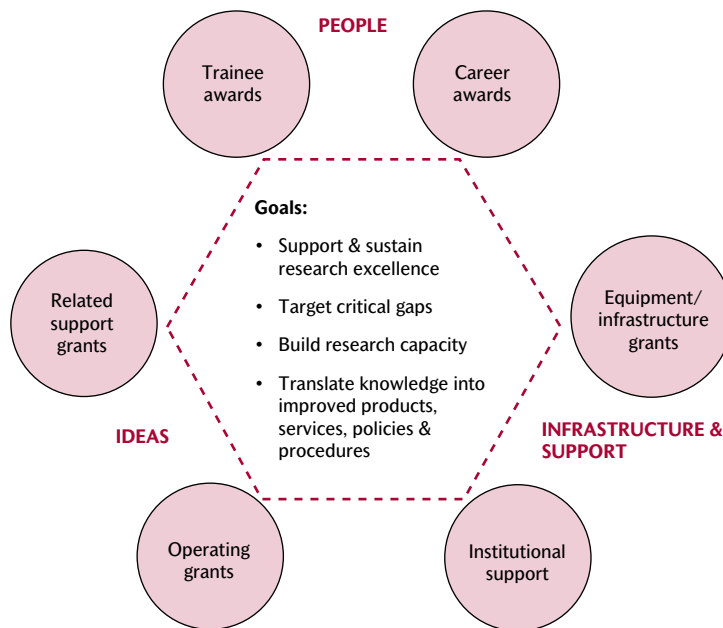 PEOPLE
Trainee
awards
Career
awards
Goals:
• Support & sustain
research excellence
• Target critical gaps
• Build research capacity
• Translate knowledge into
improved products,
services, policies &
procedures
Related
support
grants
Equipment/
infrastructure
grants
IDEAS
INFRASTRUCTURE &
SUPPORT
Operating
grants
Institutional
support